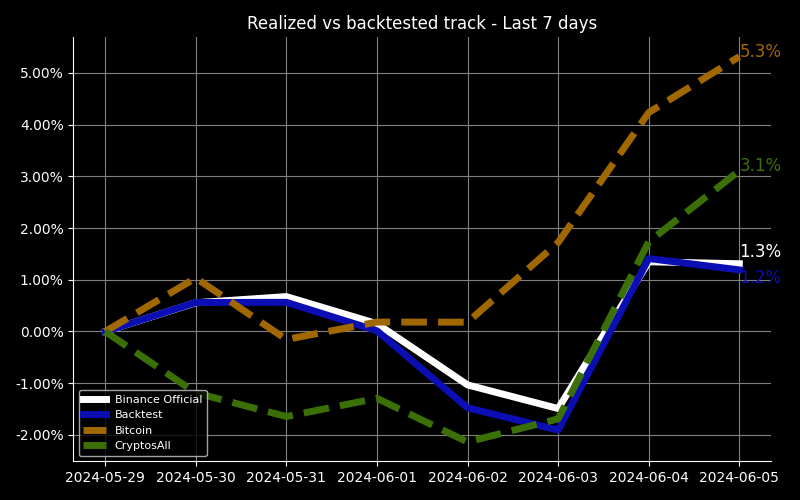 Realized vs backtested track - Last 7 days
5.00%
4.00%
3.00%
2.00%
1.00%
0.00%
-1.00%
-2.00%
5.3%
3.1%
1.3%
1.2%
Binance Official
Backtest
Bitcoin
CryptosAll
2024-05-29 2024-05-30 2024-05-31 2024-06-01 2024-06-02 2024-06-03 2024-06-04 2024-06-05